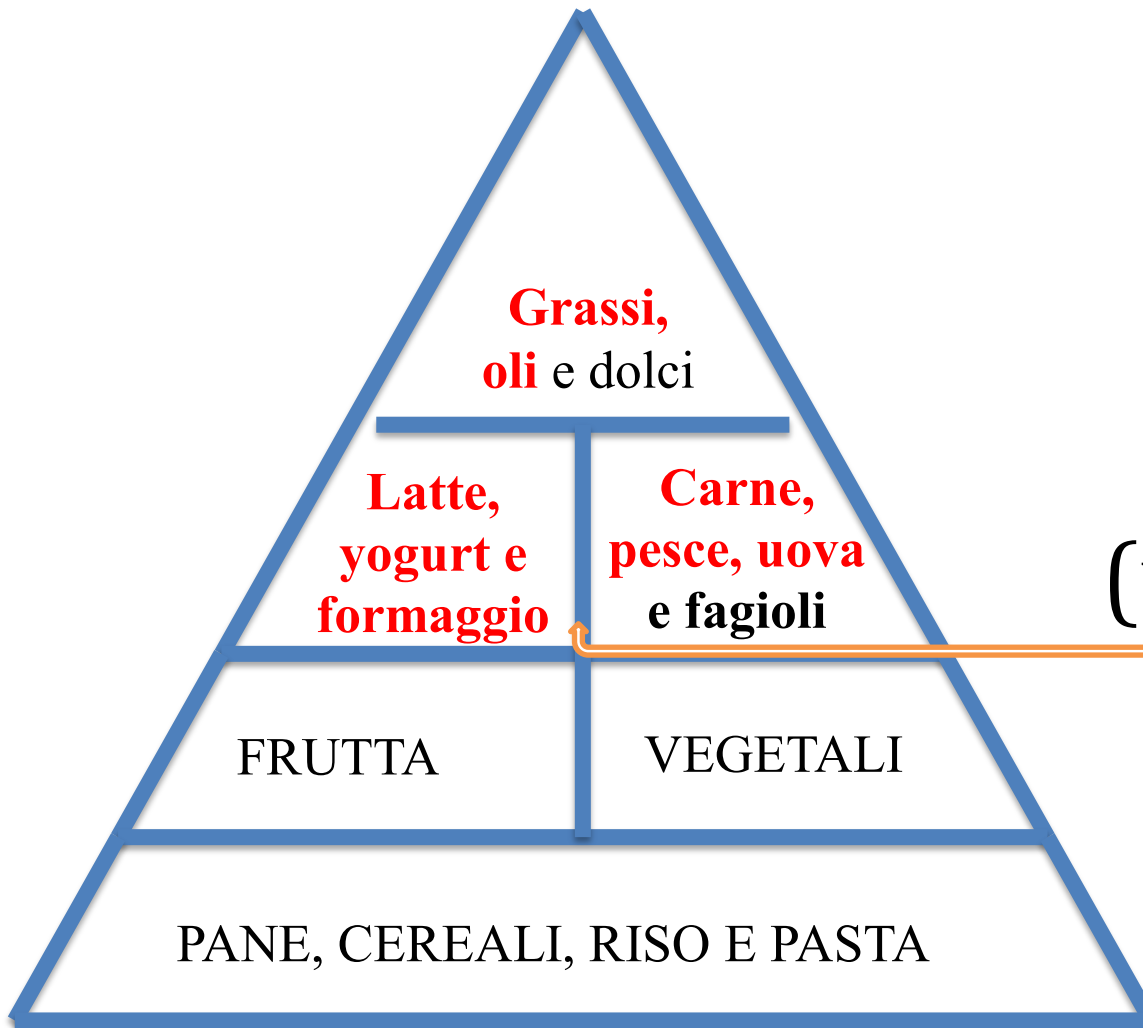 Grassi,
oli e dolci
Latte,
yogurt e
formaggio
Carne,
pesce, uova
e fagioli
(
FRUTTA
VEGETALI
PANE, CEREALI, RISO E PASTA